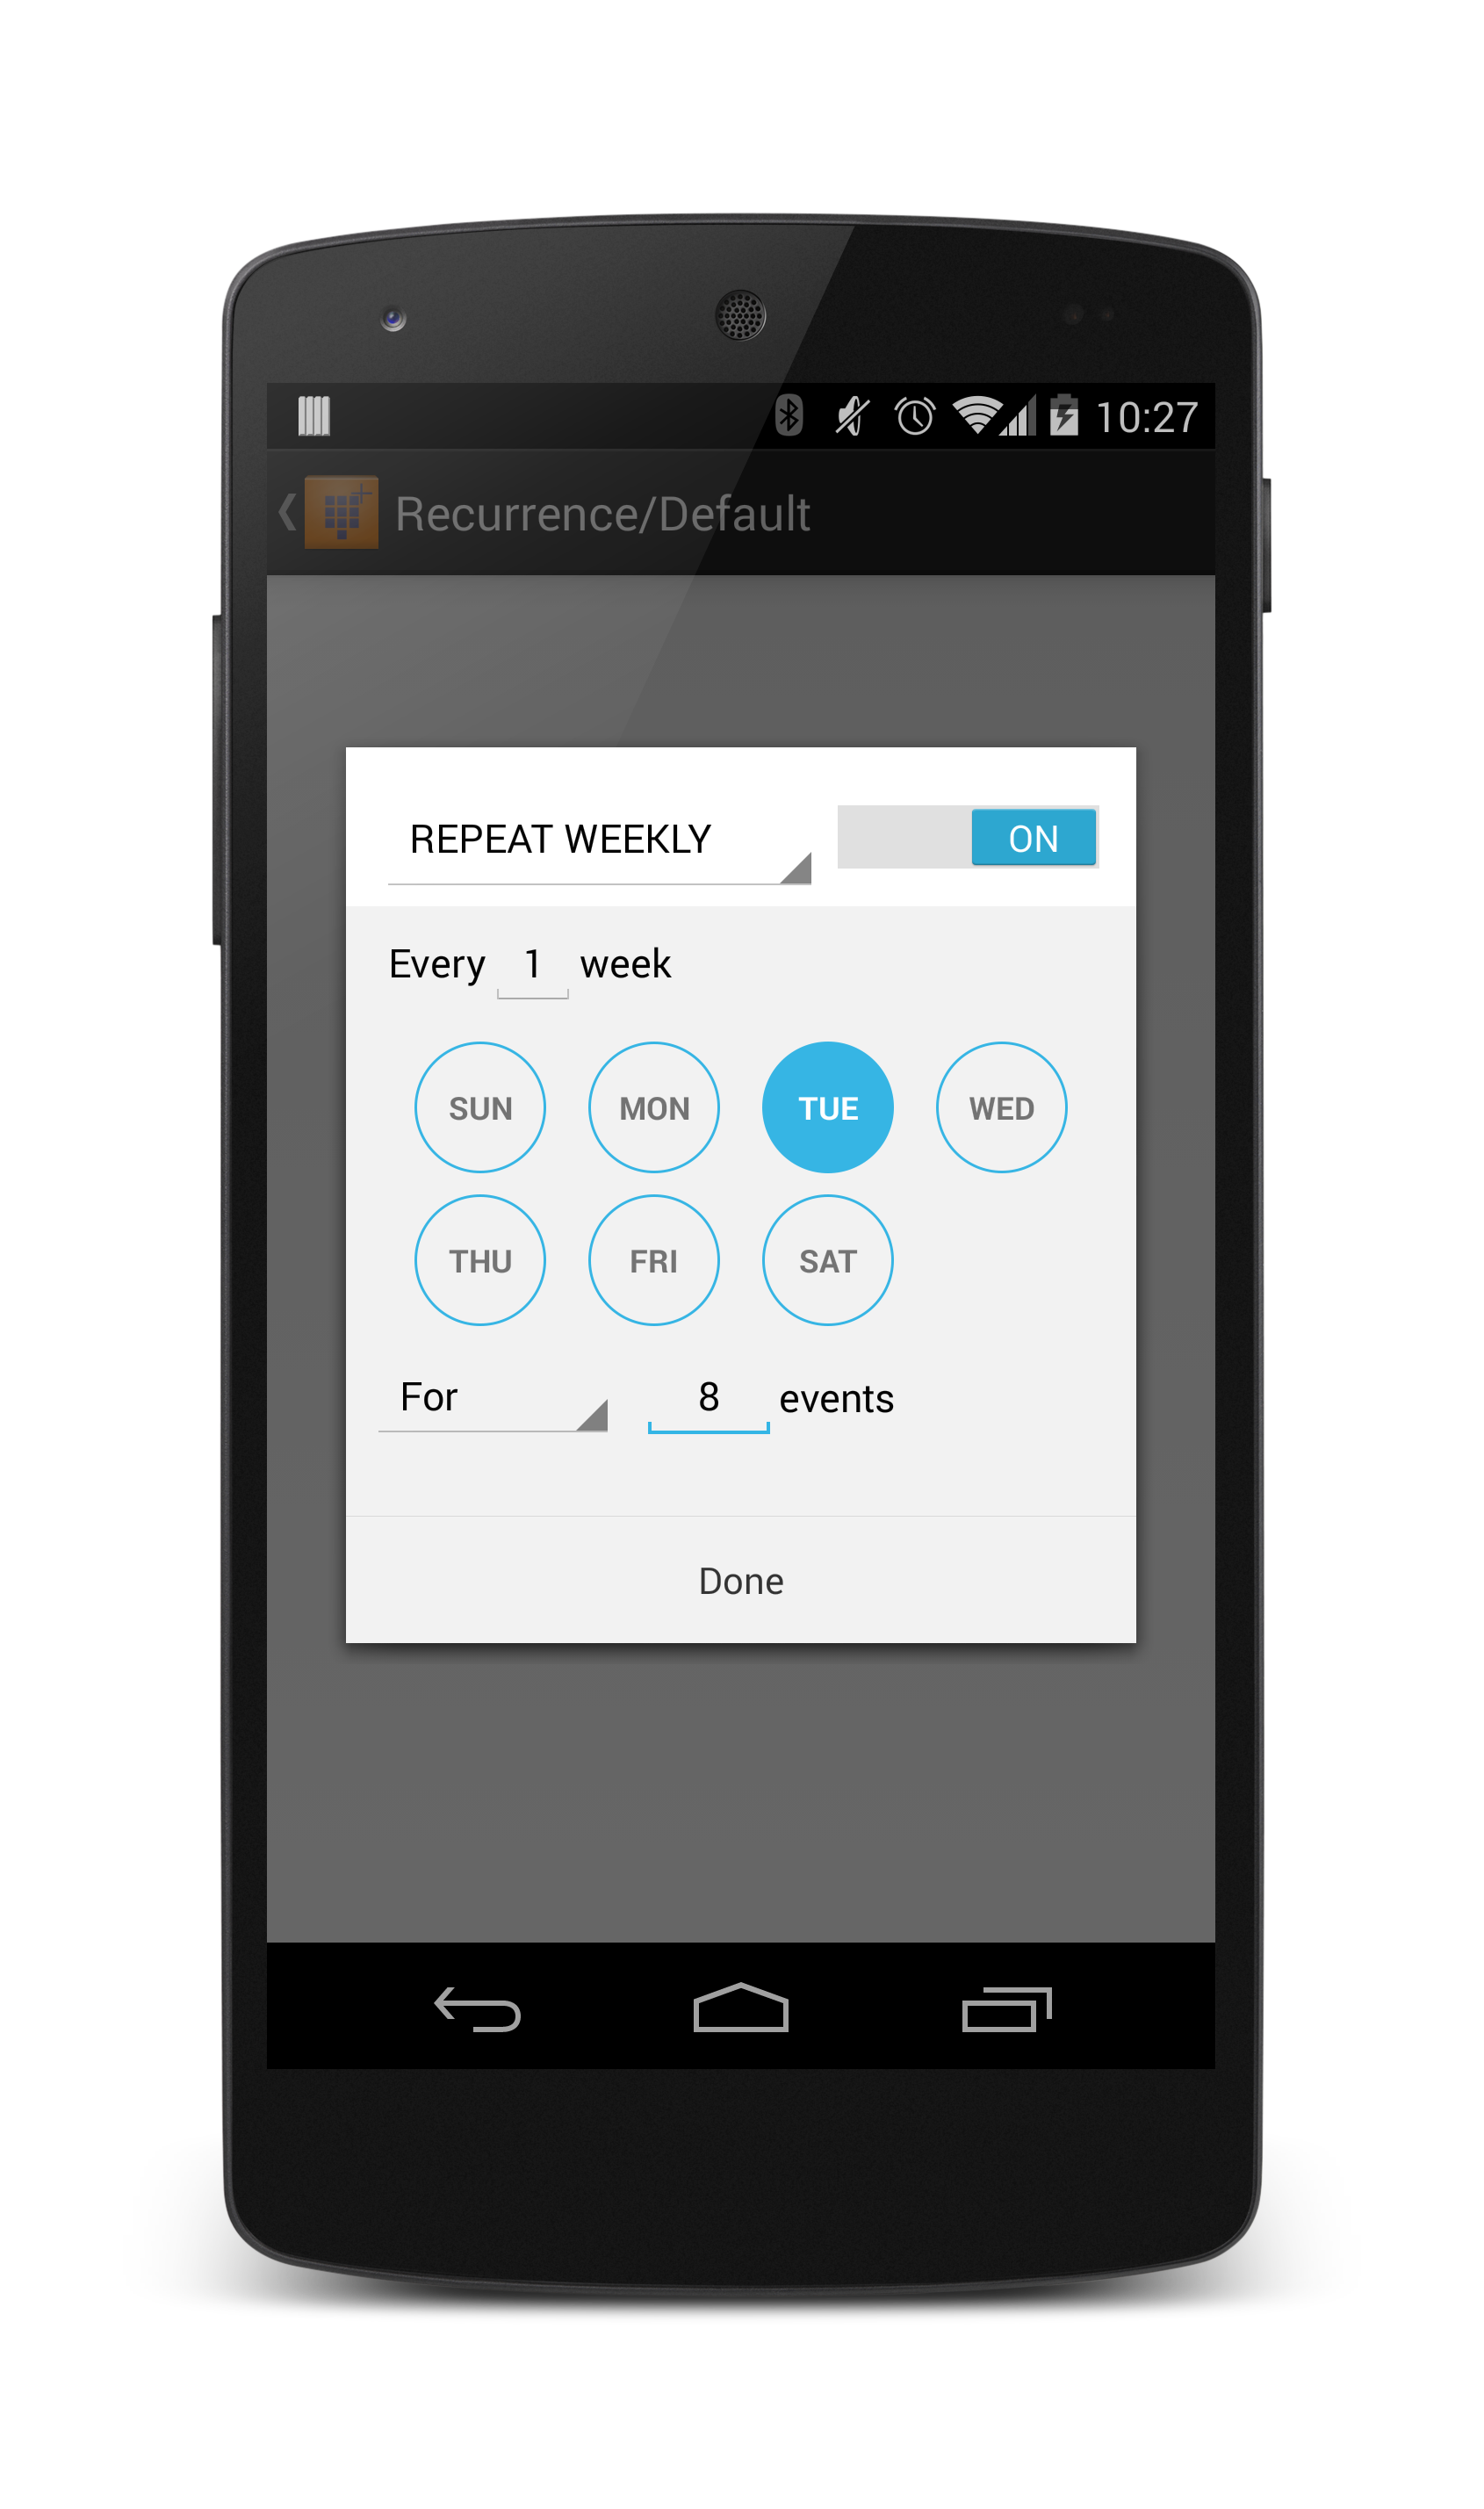 10:27
Recurrence/Default
REPEAT WEEKLY ON
Every 1 week
SUN MON TUE WED
THU FRI SAT
For 8 events
Done